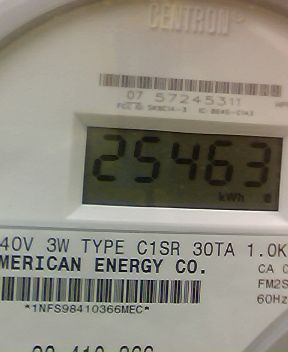 CENTRON®
07 57245311
25463
kWh
40V 3W TYPE C1SR 30TA 1.0K
MERICAN ENERGY CO.
CA 0
FM2S
60Hz
*1NFS98410366MEC*